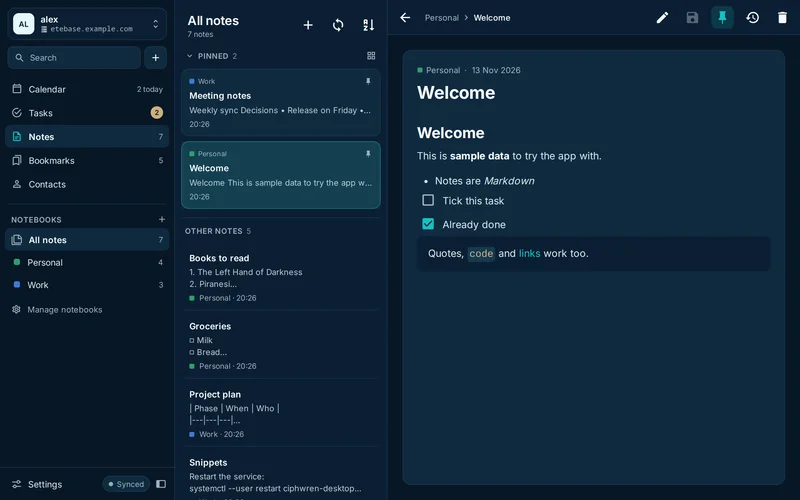 AL
alex
etebase.example.com
Search
Calendar 2 today
Tasks 2
Notes 7
Bookmarks 5
Contacts
NOTEBOOKS
All notes 7
Personal 4
Work 3
Manage notebooks
Settings
Synced
All notes
7 notes
PINNED 2
Work
Meeting notes
Weekly sync Decisions • Release on Friday •…
20:26
Personal
Welcome
Welcome This is sample data to try the app w…
20:26
OTHER NOTES 5
Books to read
1. The Left Hand of Darkness
2. Piranesi…
Personal · 20:26
Groceries
☐ Milk
☐ Bread…
Personal · 20:26
Project plan
| Phase | When | Who |
|---|---|---|…
Work · 20:26
Snippets
Restart the service:
systemctl --user restart ciphwren-desktop…
Personal › Welcome
Personal · 13 Nov 2026
Welcome
Welcome
This is sample data to try the app with.
• Notes are Markdown
Tick this task
Already done
Quotes, code and links work too.